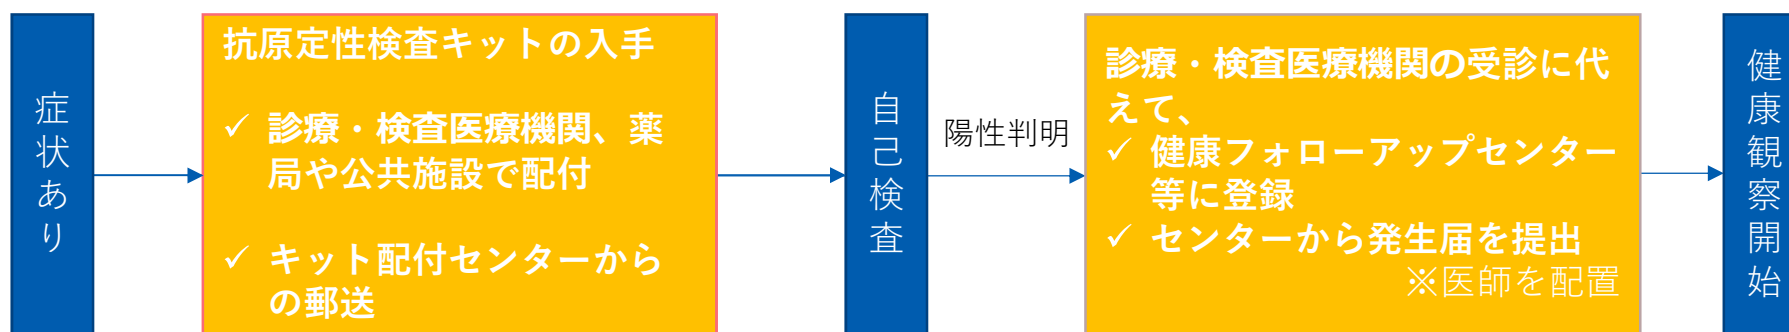 症状あり
抗原定性検査キットの入手
✓ 診療・検査医療機関、薬
局や公共施設で配付
✓ キット配付センターから
の郵送
自己検査
陽性判明
診療・検査医療機関の受診に代
えて、
✓ 健康フォローアップセンター
等に登録
✓ センターから発生届を提出
※医師を配置
健康観察開始